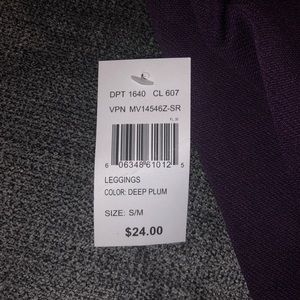 DPT 1640 CL 607
VPN MV14546Z-SR
6 06348 61012 5
LEGGINGS
COLOR: DEEP PLUM
SIZE: S/M
$24.00